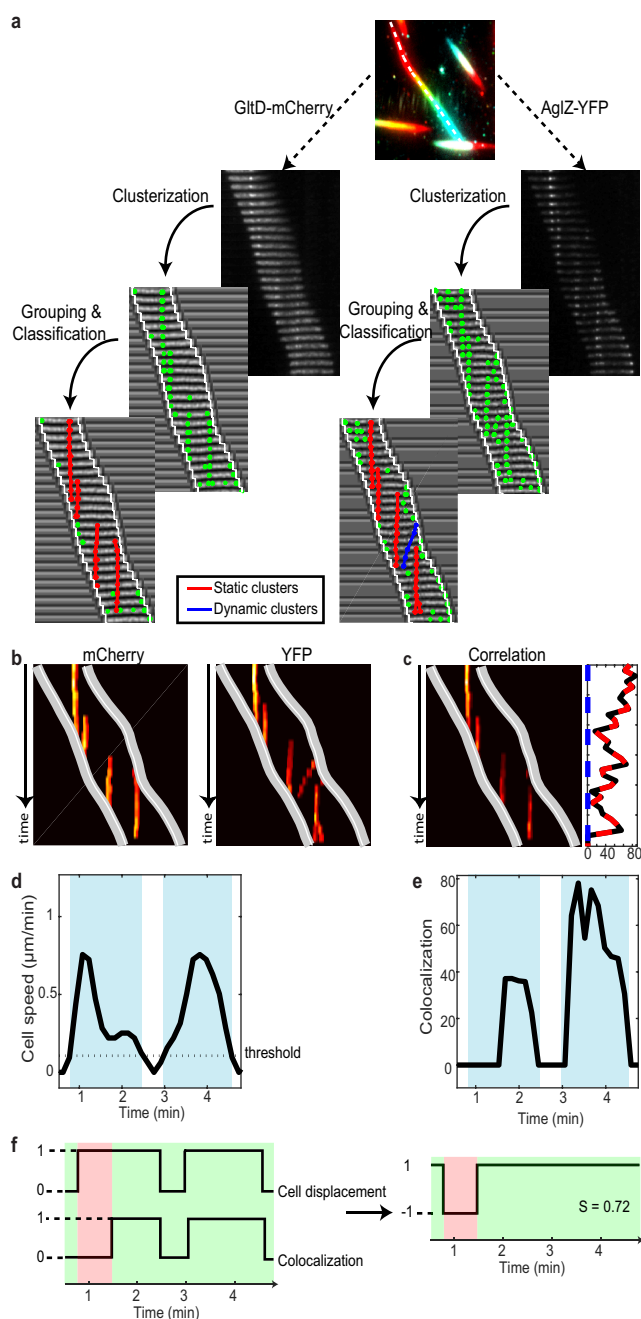 a
GltD-mCherry
AglZ-YFP
Clusterization
Clusterization
Grouping &
Classification
Grouping &
Classification
Static clusters
Dynamic clusters
b
mCherry
YFP
c
Correlation
time
time
time
0 40 80
d
e
Cell speed (µm/min)
1
0.5
0
threshold
1 2 3 4
Time (min)
Colocalization
80
60
40
20
0
1 2 3 4
Time (min)
f
1
0
Cell displacement
1
0
Colocalization
1 2 3 4
Time (min)
1
-1
S = 0.72
1 2 3 4
Time (min)